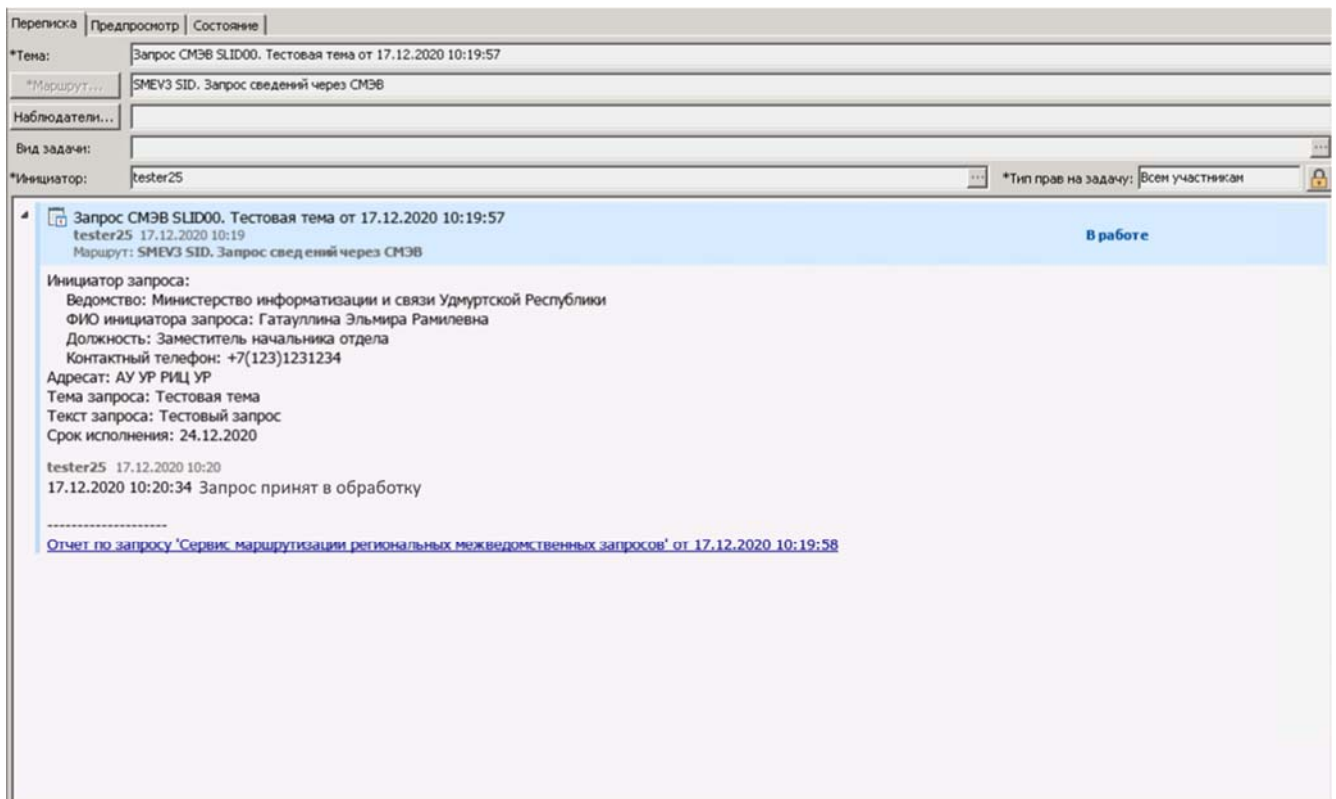 Переписка Предпросмотр Состояние
*Тема: Запрос СМЭВ SLID00. Тестовая тема от 17.12.2020 10:19:57
*Маршрут... SMEV3 SID. Запрос сведений через СМЭВ
Наблюдатели...
Вид задачи: ...
*Инициатор: tester25 ... *Тип прав на задачу: Всем участникам
Запрос СМЭВ SLID00. Тестовая тема от 17.12.2020 10:19:57
tester25 17.12.2020 10:19 В работе
Маршрут: SMEV3 SID. Запрос сведений через СМЭВ
Инициатор запроса:
Ведомство: Министерство информатизации и связи Удмуртской Республики
ФИО инициатора запроса: Гатауллина Эльмира Рамилевна
Должность: Заместитель начальника отдела
Контактный телефон: +7(123)1231234
Адресат: АУ УР РИЦ УР
Тема запроса: Тестовая тема
Текст запроса: Тестовый запрос
Срок исполнения: 24.12.2020
tester25 17.12.2020 10:20
17.12.2020 10:20:34 Запрос принят в обработку
--------------------
Отчет по запросу 'Сервис маршрутизации региональных межведомственных запросов' от 17.12.2020 10:19:58